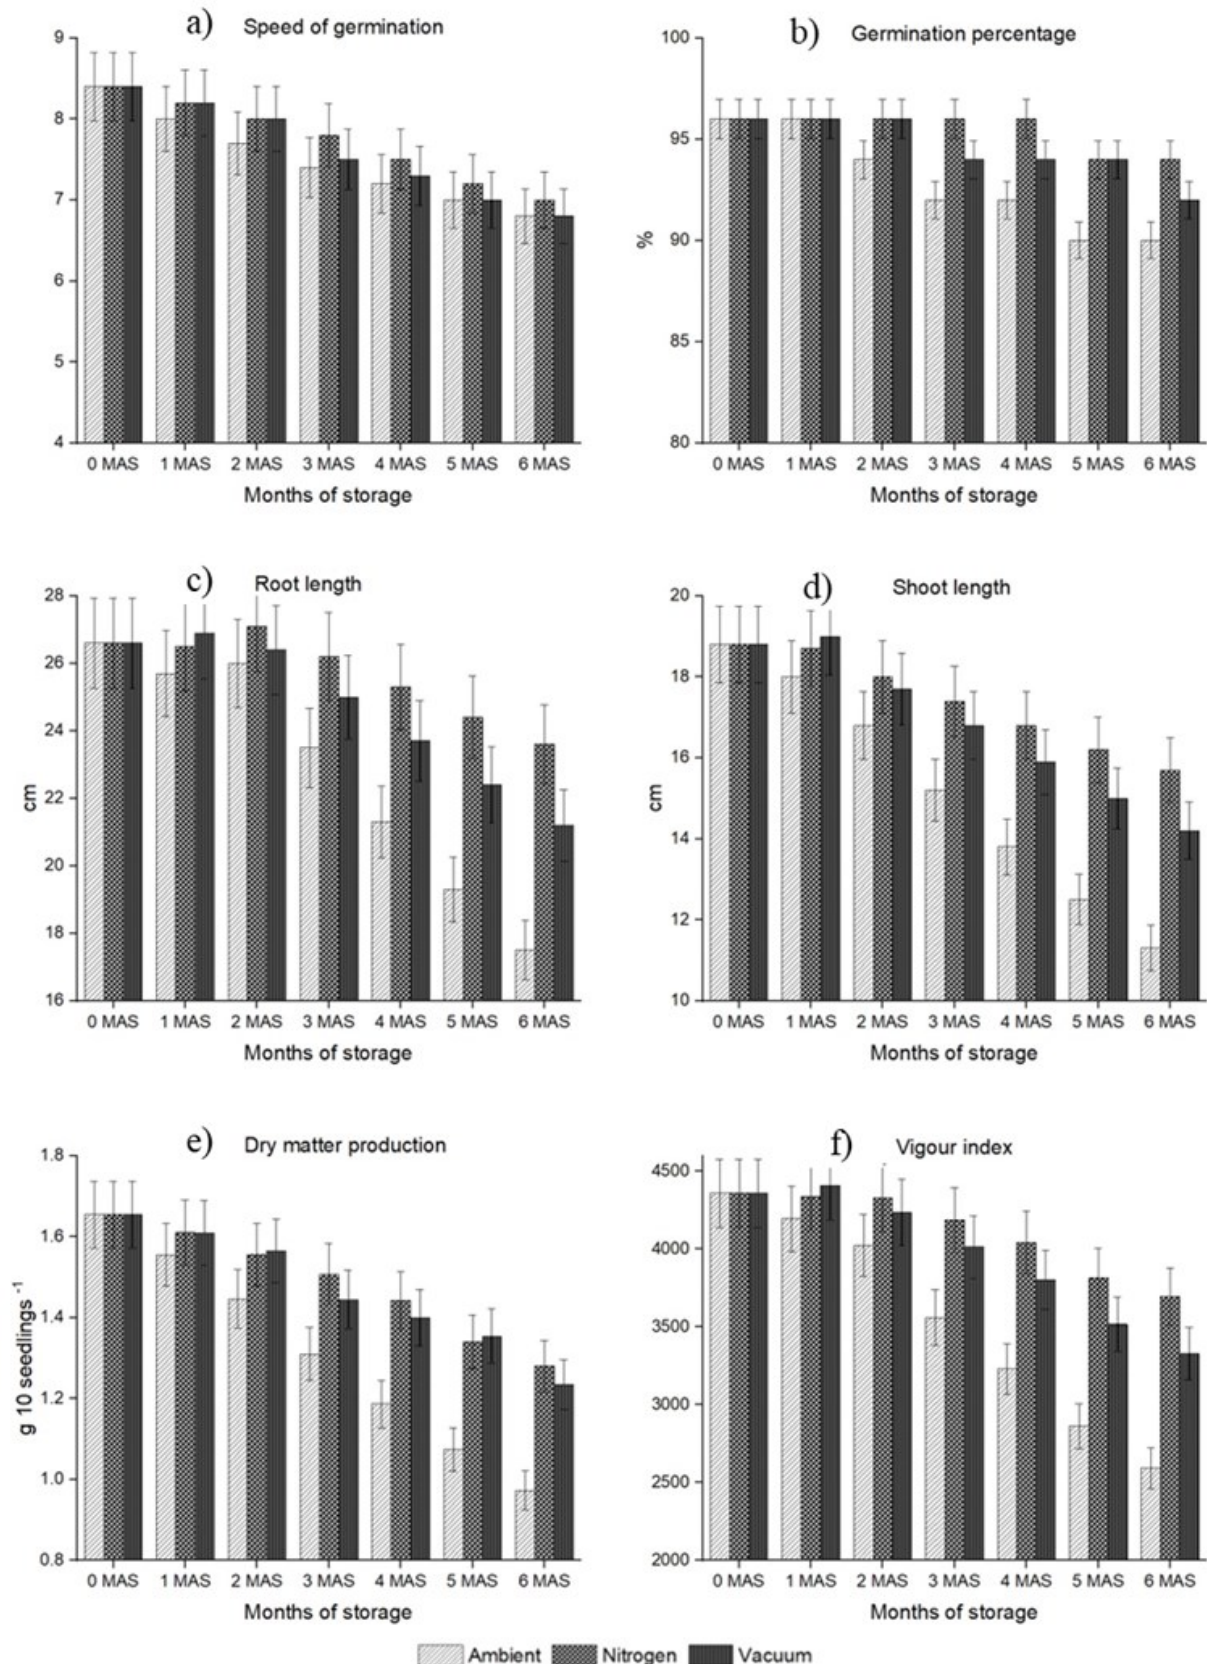 a) Speed of germination
9
8
7
6
5
4
0 MAS 1 MAS 2 MAS 3 MAS 4 MAS 5 MAS 6 MAS
Months of storage
b) Germination percentage
100
95
90
85
80
%
0 MAS 1 MAS 2 MAS 3 MAS 4 MAS 5 MAS 6 MAS
Months of storage
c) Root length
28
26
24
22
20
18
16
cm
0 MAS 1 MAS 2 MAS 3 MAS 4 MAS 5 MAS 6 MAS
Months of storage
d) Shoot length
20
18
16
14
12
10
cm
0 MAS 1 MAS 2 MAS 3 MAS 4 MAS 5 MAS 6 MAS
Months of storage
e) Dry matter production
1.8
1.6
1.4
1.2
1.0
0.8
g 10 seedlings -1
0 MAS 1 MAS 2 MAS 3 MAS 4 MAS 5 MAS 6 MAS
Months of storage
f) Vigour index
4500
4000
3500
3000
2500
2000
0 MAS 1 MAS 2 MAS 3 MAS 4 MAS 5 MAS 6 MAS
Months of storage
Ambient Nitrogen Vacuum